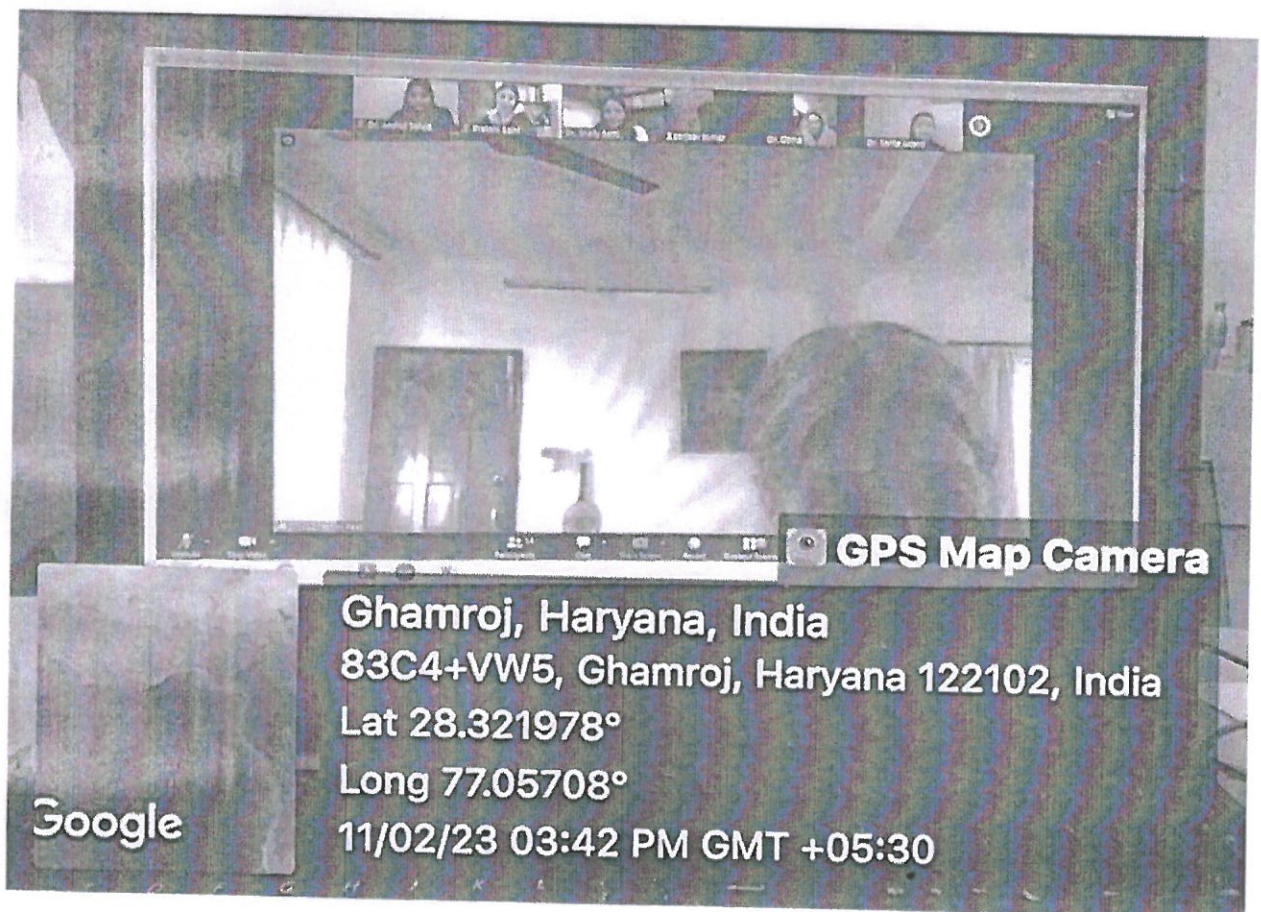 GPS Map Camera
Ghamroj, Haryana, India
83C4+VW5, Ghamroj, Haryana 122102, India
Lat 28.321978°
Long 77.05708°
11/02/23 03:42 PM GMT +05:30
Google